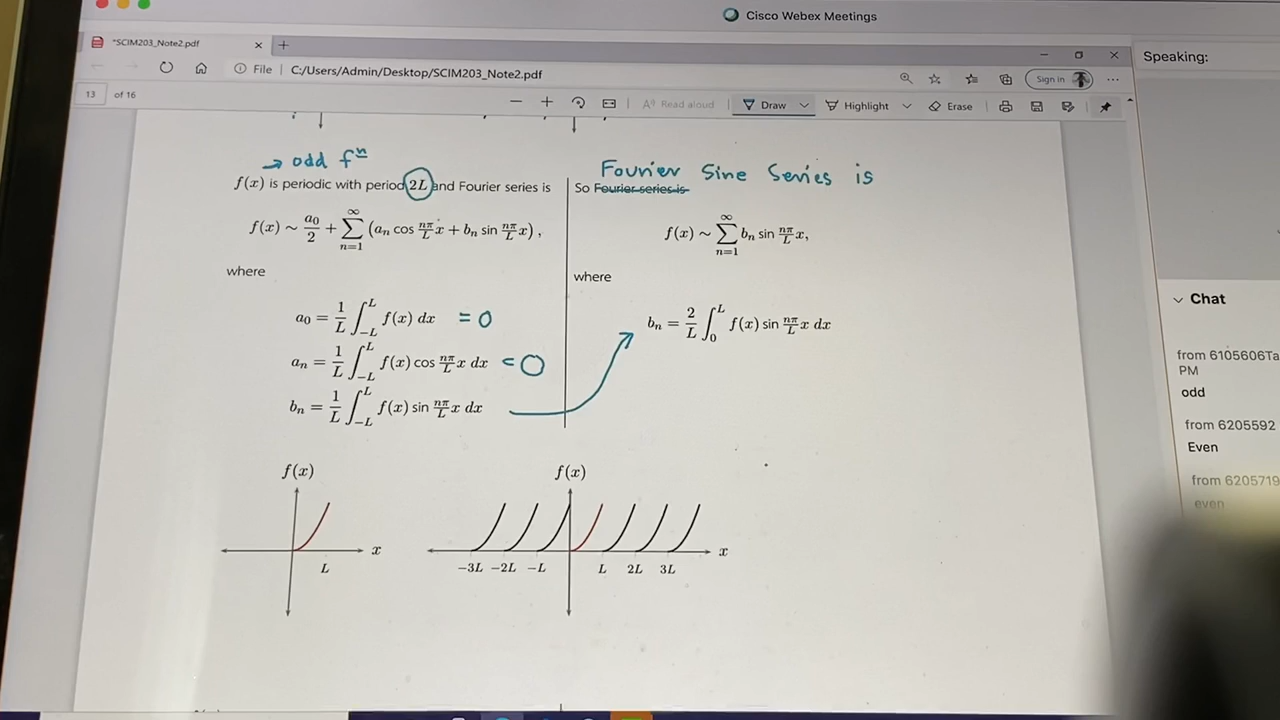 Cisco Webex Meetings
*SCIM203_Note2.pdf
File | C:/Users/Admin/Desktop/SCIM203_Note2.pdf
Sign in
Speaking:
13 of 16
Read aloud
Draw
Highlight
Erase
→ odd fⁿ
Fourier Sine Series is
f(x) is periodic with period 2L and Fourier series is
So Fourier series is
f(x) ~ a₀/2 + ∑_{n=1}^{∞} (aₙ cos nπ/L x + bₙ sin nπ/L x),
f(x) ~ ∑_{n=1}^{∞} bₙ sin nπ/L x,
where
where
a₀ = 1/L ∫_{-L}^{L} f(x) dx = 0
aₙ = 1/L ∫_{-L}^{L} f(x) cos nπ/L x dx = 0
bₙ = 1/L ∫_{-L}^{L} f(x) sin nπ/L x dx
bₙ = 2/L ∫_{0}^{L} f(x) sin nπ/L x dx
f(x)
x
L
f(x)
x
−3L −2L −L L 2L 3L
Chat
from 6105606Ta
PM
odd
from 6205592
Even
from 6205719
even